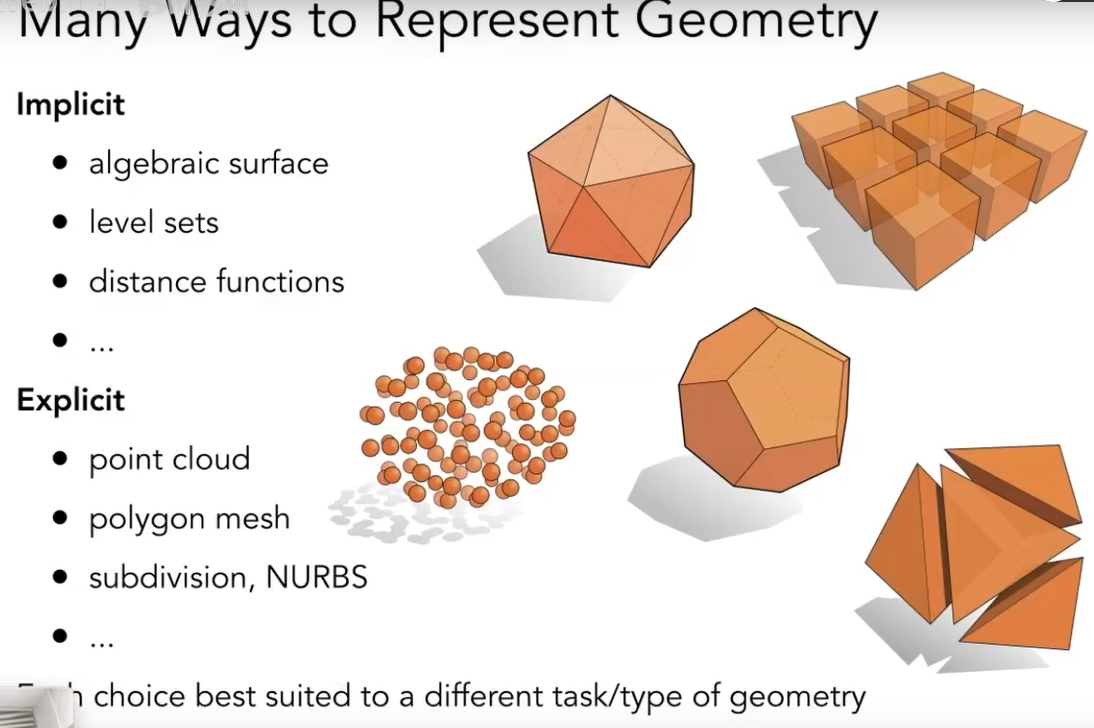 Many Ways to Represent Geometry
Implicit
● algebraic surface
● level sets
● distance functions
● ...
Explicit
● point cloud
● polygon mesh
● subdivision, NURBS
● ...
choice best suited to a different task/type of geometry